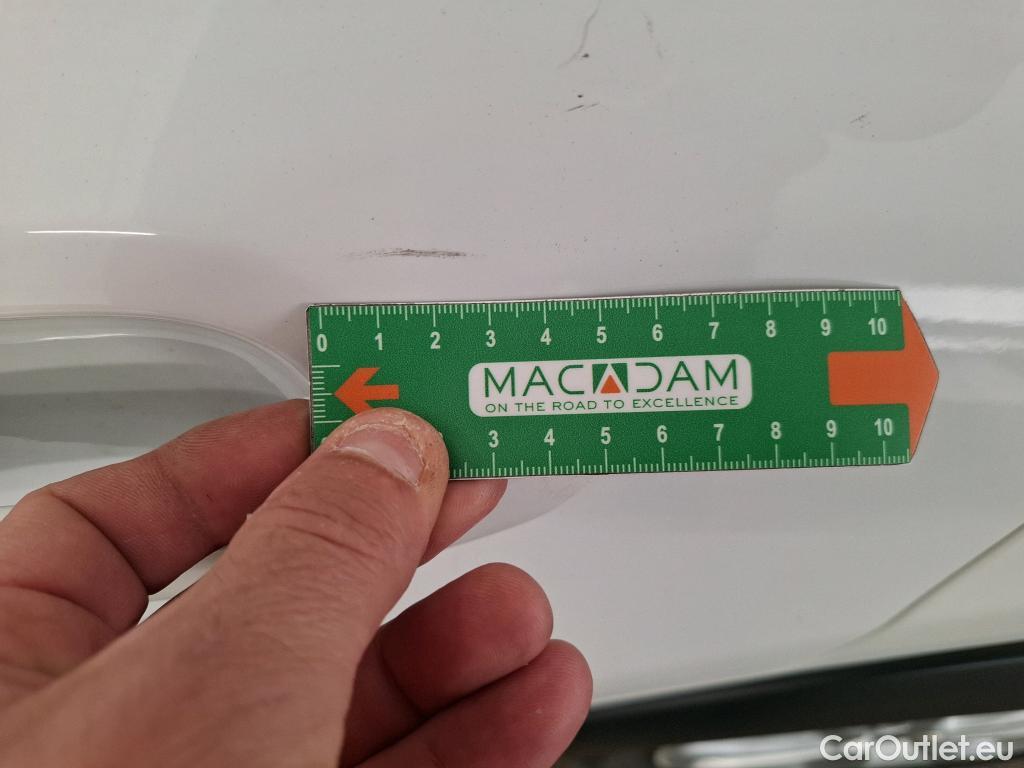 0 1 2 3 4 5 6 7 8 9 10
MACADAM
ON THE ROAD TO EXCELLENCE
3 4 5 6 7 8 9 10
CarOutlet.eu